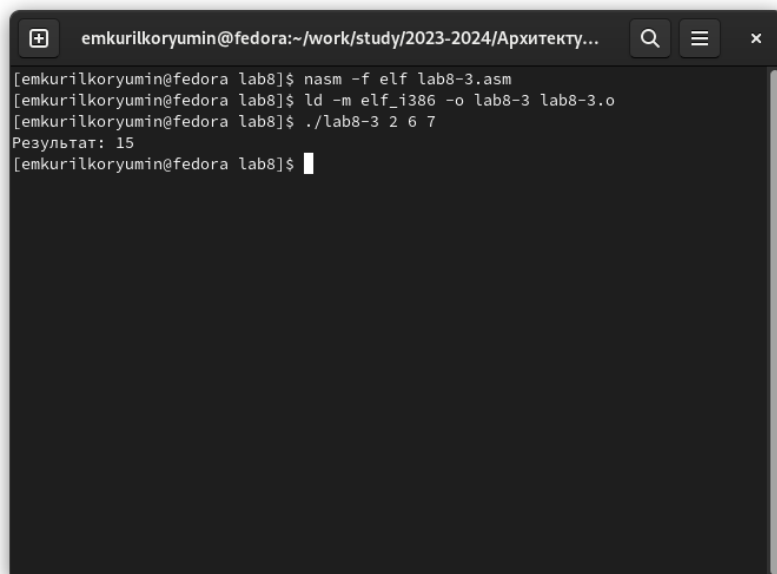 emkurilkoryumin@fedora:~/work/study/2023-2024/Архитекту...
[emkurilkoryumin@fedora lab8]$ nasm -f elf lab8-3.asm
[emkurilkoryumin@fedora lab8]$ ld -m elf_i386 -o lab8-3 lab8-3.o
[emkurilkoryumin@fedora lab8]$ ./lab8-3 2 6 7
Результат: 15
[emkurilkoryumin@fedora lab8]$